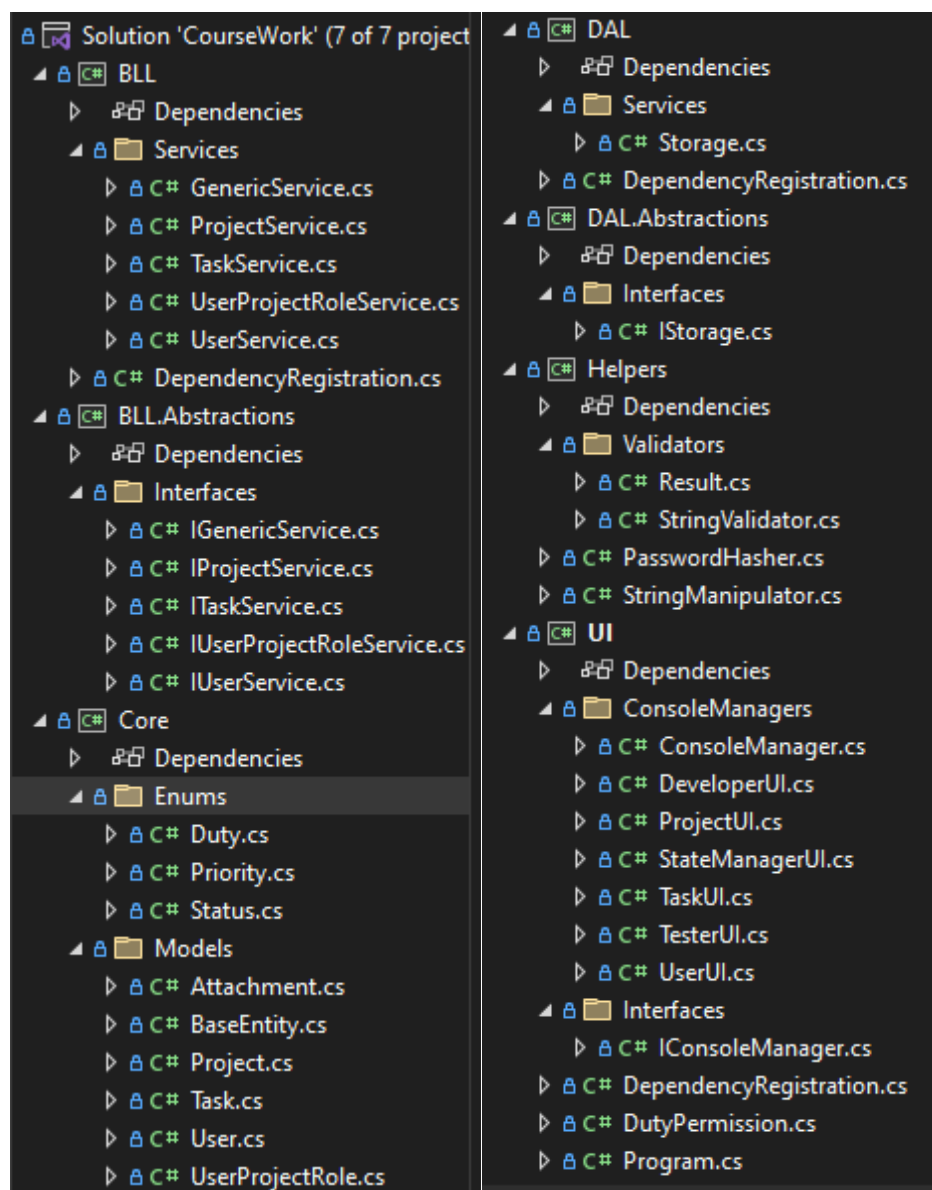 Solution 'CourseWork' (7 of 7 project
C# BLL
Dependencies
Services
C# GenericService.cs
C# ProjectService.cs
C# TaskService.cs
C# UserProjectRoleService.cs
C# UserService.cs
C# DependencyRegistration.cs
C# BLL.Abstractions
Dependencies
Interfaces
C# IGenericService.cs
C# IProjectService.cs
C# ITaskService.cs
C# IUserProjectRoleService.cs
C# IUserService.cs
C# Core
Dependencies
Enums
C# Duty.cs
C# Priority.cs
C# Status.cs
Models
C# Attachment.cs
C# BaseEntity.cs
C# Project.cs
C# Task.cs
C# User.cs
C# UserProjectRole.cs
C# DAL
Dependencies
Services
C# Storage.cs
C# DependencyRegistration.cs
C# DAL.Abstractions
Dependencies
Interfaces
C# IStorage.cs
C# Helpers
Dependencies
Validators
C# Result.cs
C# StringValidator.cs
C# PasswordHasher.cs
C# StringManipulator.cs
C# UI
Dependencies
ConsoleManagers
C# ConsoleManager.cs
C# DeveloperUI.cs
C# ProjectUI.cs
C# StateManagerUI.cs
C# TaskUI.cs
C# TesterUI.cs
C# UserUI.cs
Interfaces
C# IConsoleManager.cs
C# DependencyRegistration.cs
C# DutyPermission.cs
C# Program.cs